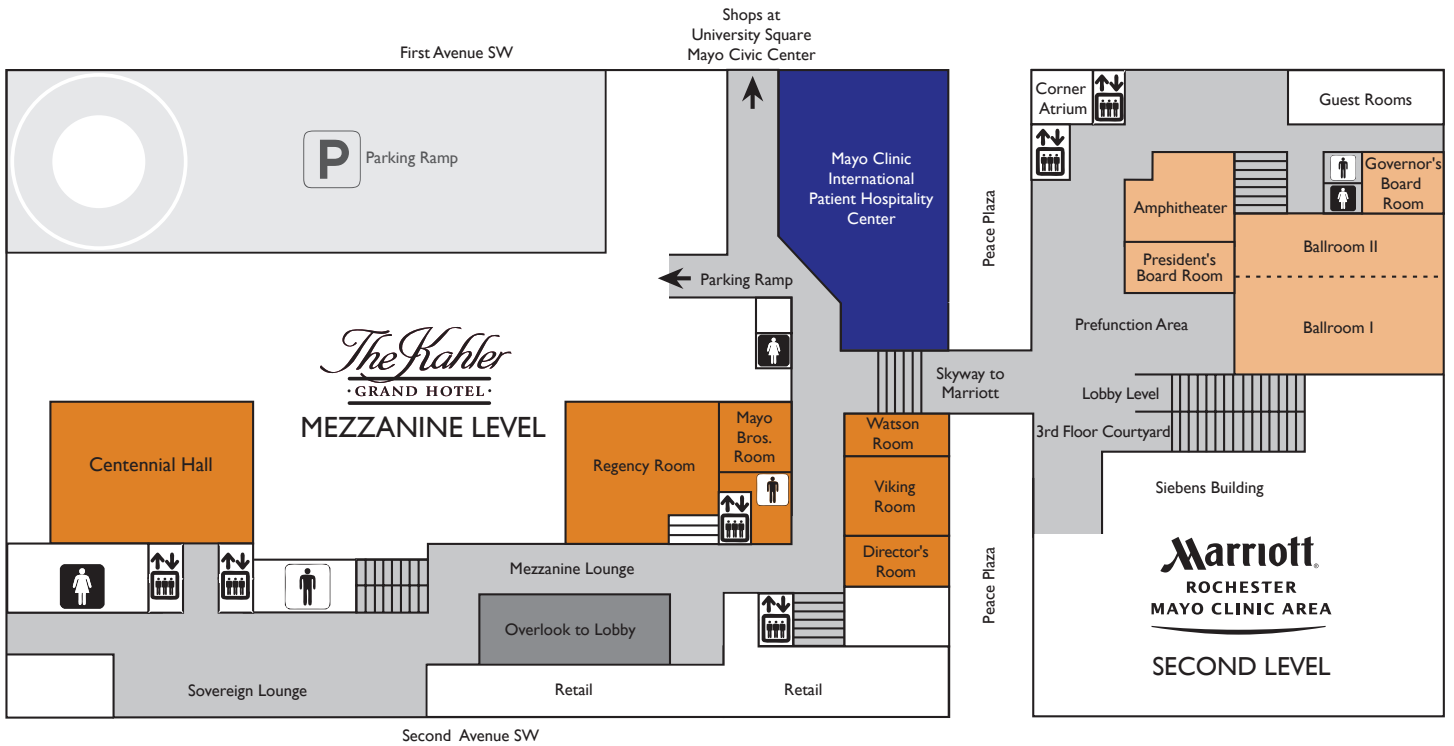 Shops at
University Square
Mayo Civic Center
First Avenue SW
P
Parking Ramp
Mayo Clinic
International
Patient Hospitality
Center
Parking Ramp
Peace Plaza
Corner
Atrium
Guest Rooms
Governor's
Board
Room
Amphitheater
President's
Board Room
Ballroom II
Ballroom I
Prefunction Area
The Kahler
·GRAND HOTEL·
MEZZANINE LEVEL
Skyway to
Marriott
Lobby Level
3rd Floor Courtyard
Centennial Hall
Regency Room
Mayo
Bros.
Room
Watson
Room
Viking
Room
Director's
Room
Siebens Building
Mezzanine Lounge
Overlook to Lobby
Peace Plaza
Marriott®
ROCHESTER
MAYO CLINIC AREA
SECOND LEVEL
Sovereign Lounge
Retail
Retail
Second Avenue SW